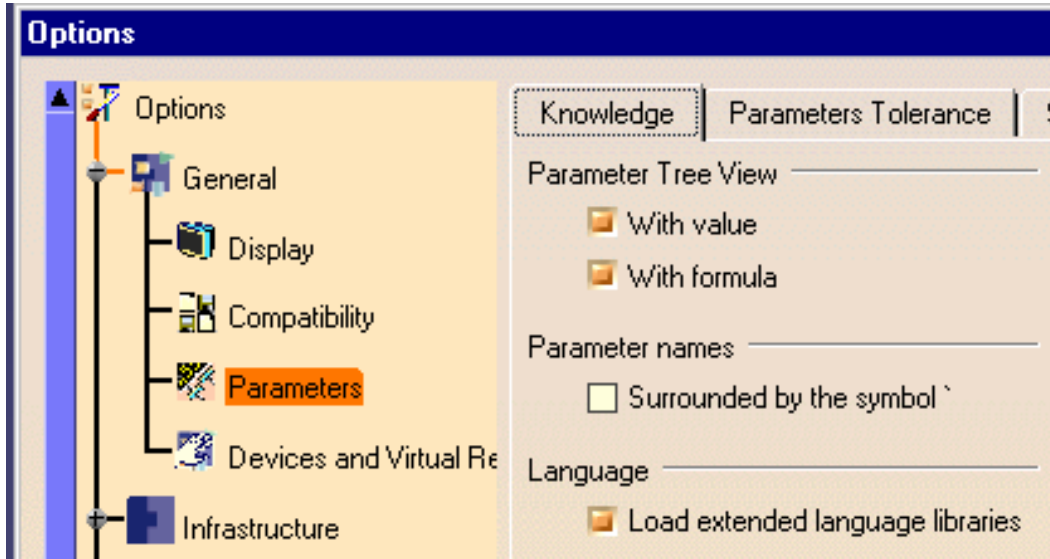 Options
Options
General
Display
Compatibility
Parameters
Devices and Virtual Re
Infrastructure
Knowledge
Parameters Tolerance
Parameter Tree View
With value
With formula
Parameter names
Surrounded by the symbol `
Language
Load extended language libraries